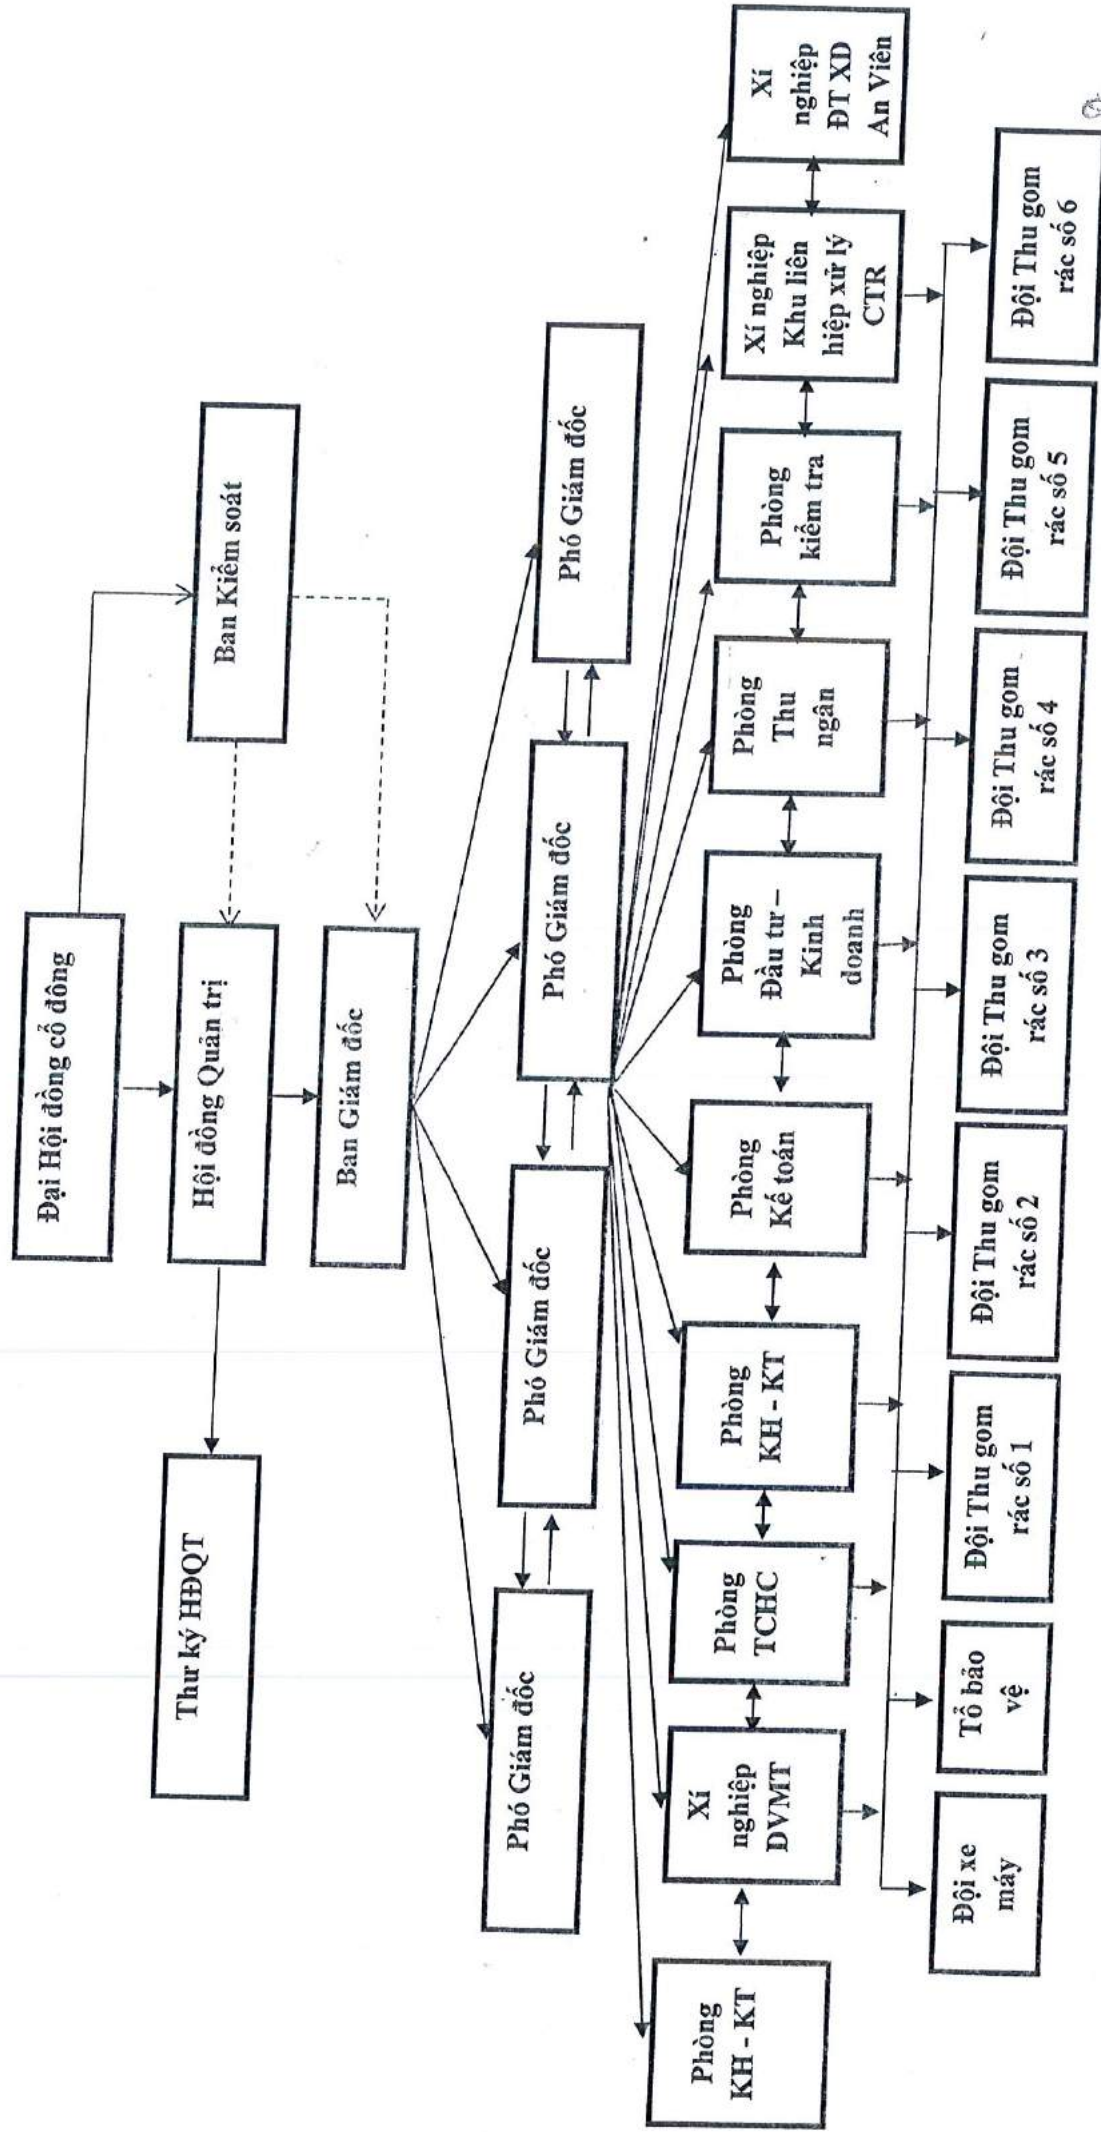 Đại Hội đồng cổ đông
Ban Kiểm soát
Thư ký HĐQT
Hội đồng Quản trị
Ban Giám đốc
Phó Giám đốc
Phó Giám đốc
Phó Giám đốc
Phó Giám đốc
Phòng
KH - KT
Xí
nghiệp
DVMT
Phòng
TCHC
Phòng
KH - KT
Phòng
Kế toán
Phòng
Đầu tư –
Kinh
doanh
Phòng
Thu
ngân
Phòng
kiểm tra
Xí nghiệp
Khu liên
hiệp xử lý
CTR
Xí
nghiệp
ĐT XD
An Viên
Đội xe
máy
Tổ bảo
vệ
Đội Thu gom
rác số 1
Đội Thu gom
rác số 2
Đội Thu gom
rác số 3
Đội Thu gom
rác số 4
Đội Thu gom
rác số 5
Đội Thu gom
rác số 6